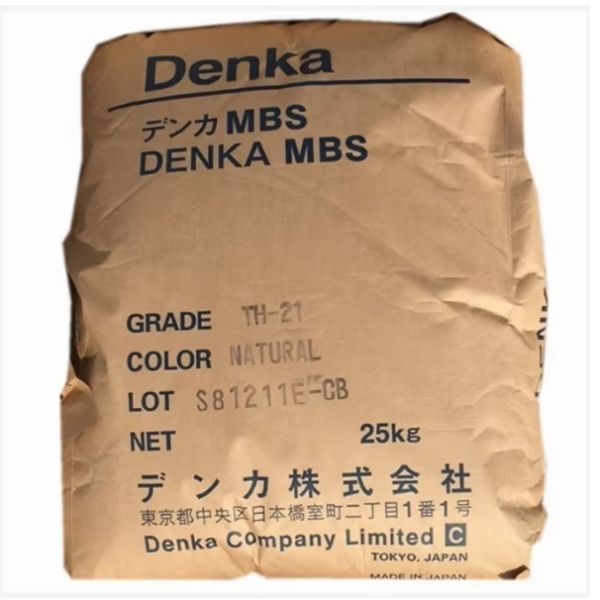 Denka
デンカ MBS
DENKA MBS
GRADE TH-21
COLOR NATURAL
LOT S81211E-CB
NET 25kg
デンカ株式会社
東京都中央区日本橋室町二丁目1番1号
Denka Company Limited C
TOKYO, JAPAN
MADE IN JAPAN